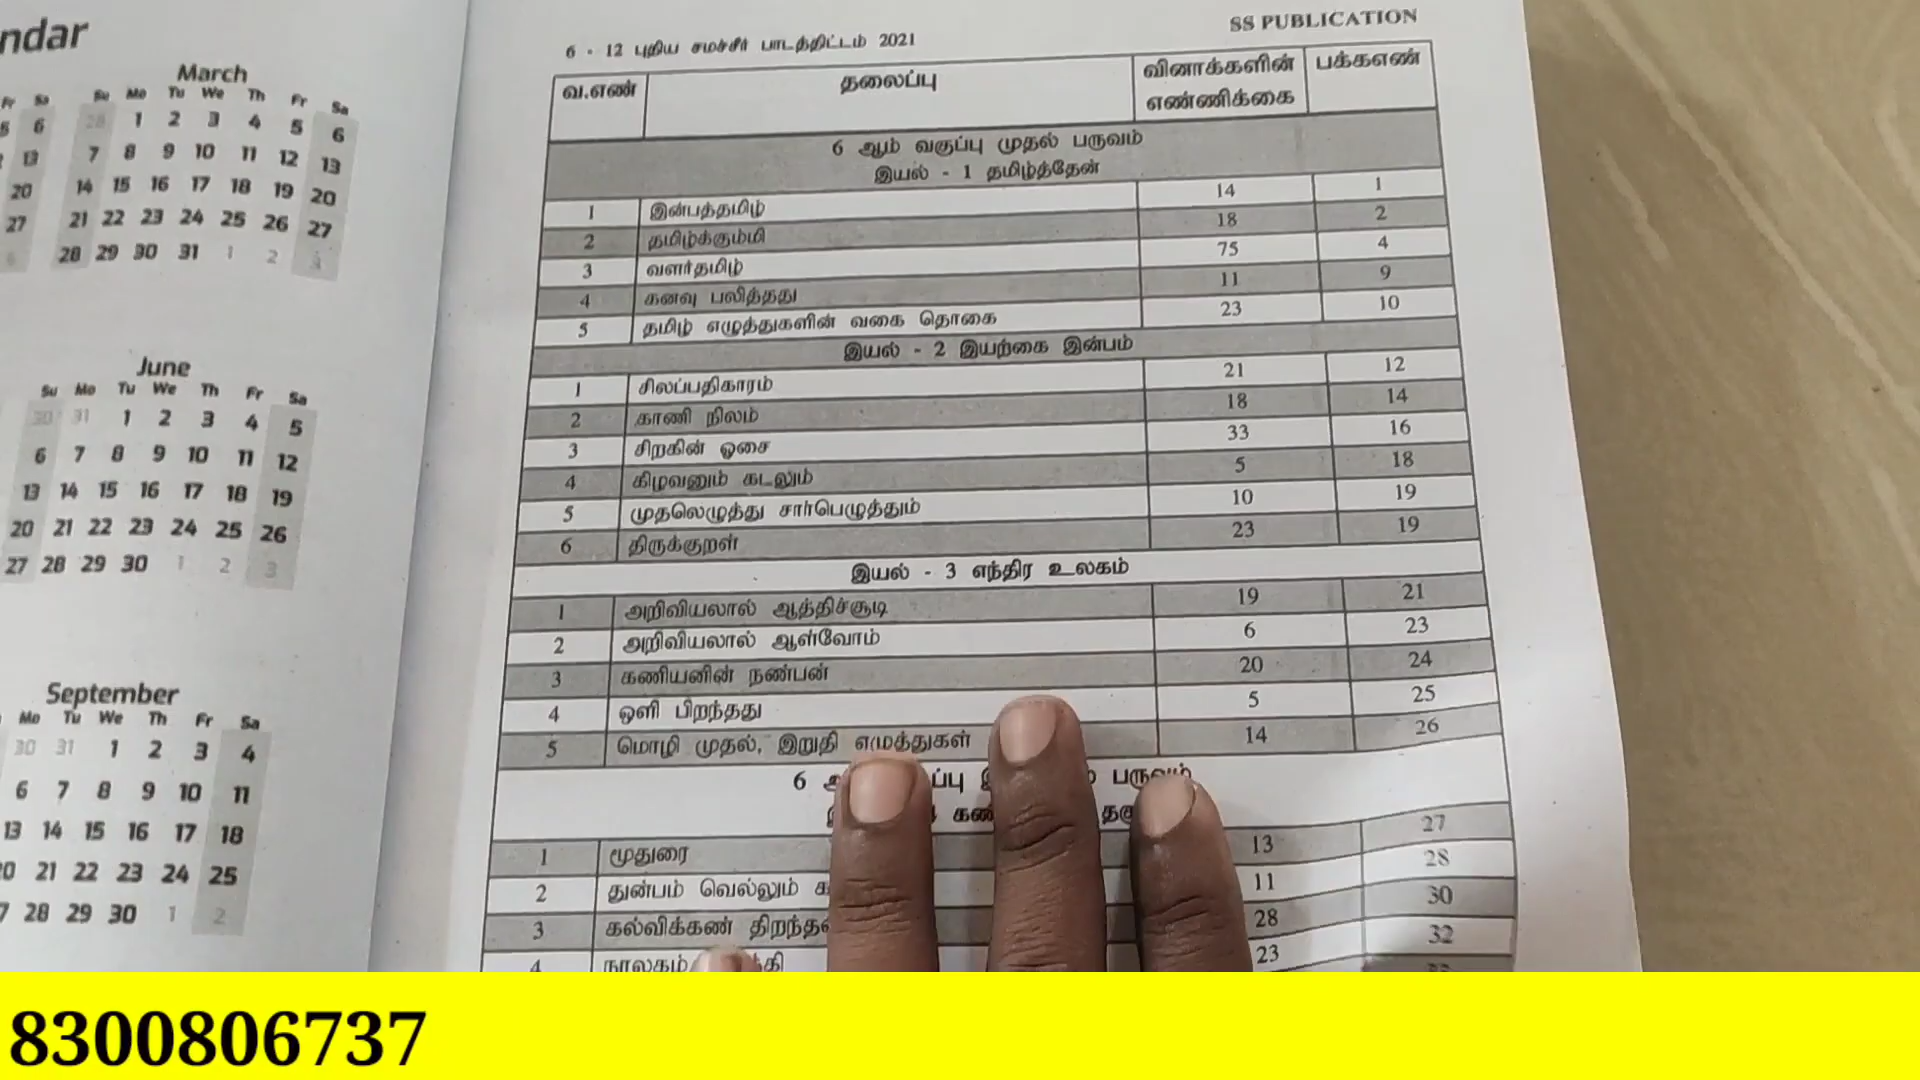 ndar
March
Fr Sa Su Mo Tu We Th Fr Sa
5 6 28 1 2 3 4 5 6
13 7 8 9 10 11 12 13
20 14 15 16 17 18 19 20
27 21 22 23 24 25 26 27
6 28 29 30 31 1 2 3
June
Su Mo Tu We Th Fr Sa
30 31 1 2 3 4 5
6 7 8 9 10 11 12
13 14 15 16 17 18 19
20 21 22 23 24 25 26
27 28 29 30 1 2 3
September
Mo Tu We Th Fr Sa
30 31 1 2 3 4
6 7 8 9 10 11
13 14 15 16 17 18
21 22 23 24 25
28 29 30 1 2
SS PUBLICATION
6 - 12 புதிய சமச்சீர் பாடத்திட்டம் 2021
வ.எண் தலைப்பு வினாக்களின் எண்ணிக்கை பக்கஎண்
6 ஆம் வகுப்பு முதல் பருவம்
இயல் - 1 தமிழ்த்தேன்
1 இன்பத்தமிழ் 14 1
2 தமிழ்க்கும்மி 18 2
3 வளர்தமிழ் 75 4
4 கனவு பலித்தது 11 9
5 தமிழ் எழுத்துகளின் வகை தொகை 23 10
இயல் - 2 இயற்கை இன்பம்
1 சிலப்பதிகாரம் 21 12
2 காணி நிலம் 18 14
3 சிறகின் ஓசை 33 16
4 கிழவனும் கடலும் 5 18
5 முதலெழுத்து சார்பெழுத்தும் 10 19
6 திருக்குறள் 23 19
இயல் - 3 எந்திர உலகம்
1 அறிவியலால் ஆத்திச்சூடி 19 21
2 அறிவியலால் ஆள்வோம் 6 23
3 கணியனின் நண்பன் 20 24
4 ஒளி பிறந்தது 5 25
5 மொழி முதல், இறுதி எழுத்துகள் 14 26
6 பருவம்
1 மூதுரை 13 27
2 துன்பம் வெல்லும் 11 28
3 கல்விக்கண் 28 30
4 23 32
8300806737